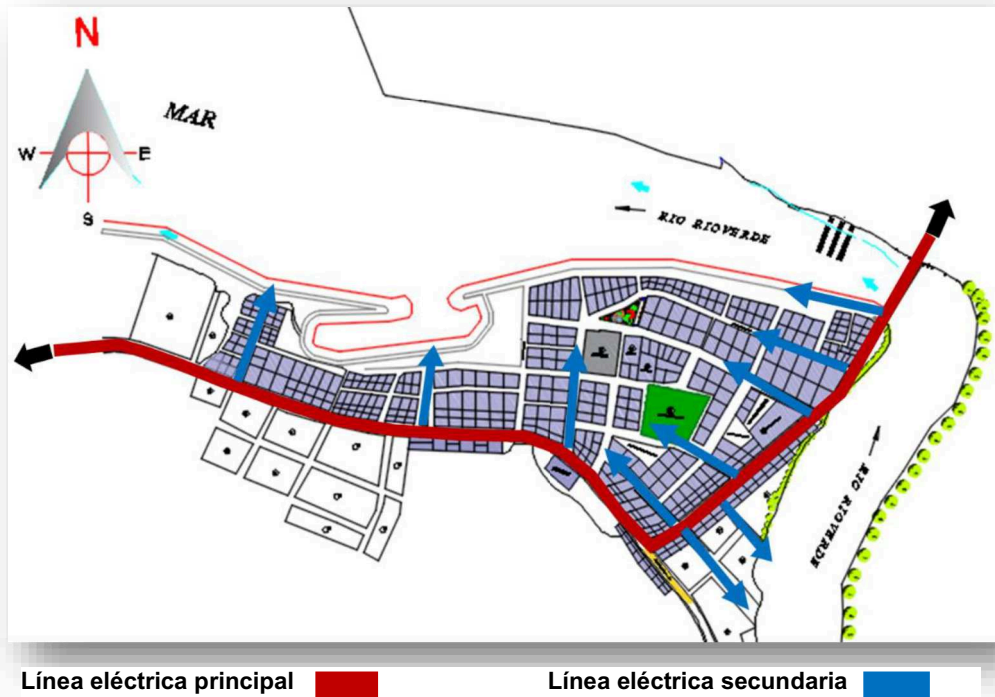 N
MAR
W E
S
RIO RIOVERDE
RIO RIOVERDE
Línea eléctrica principal
Línea eléctrica secundaria